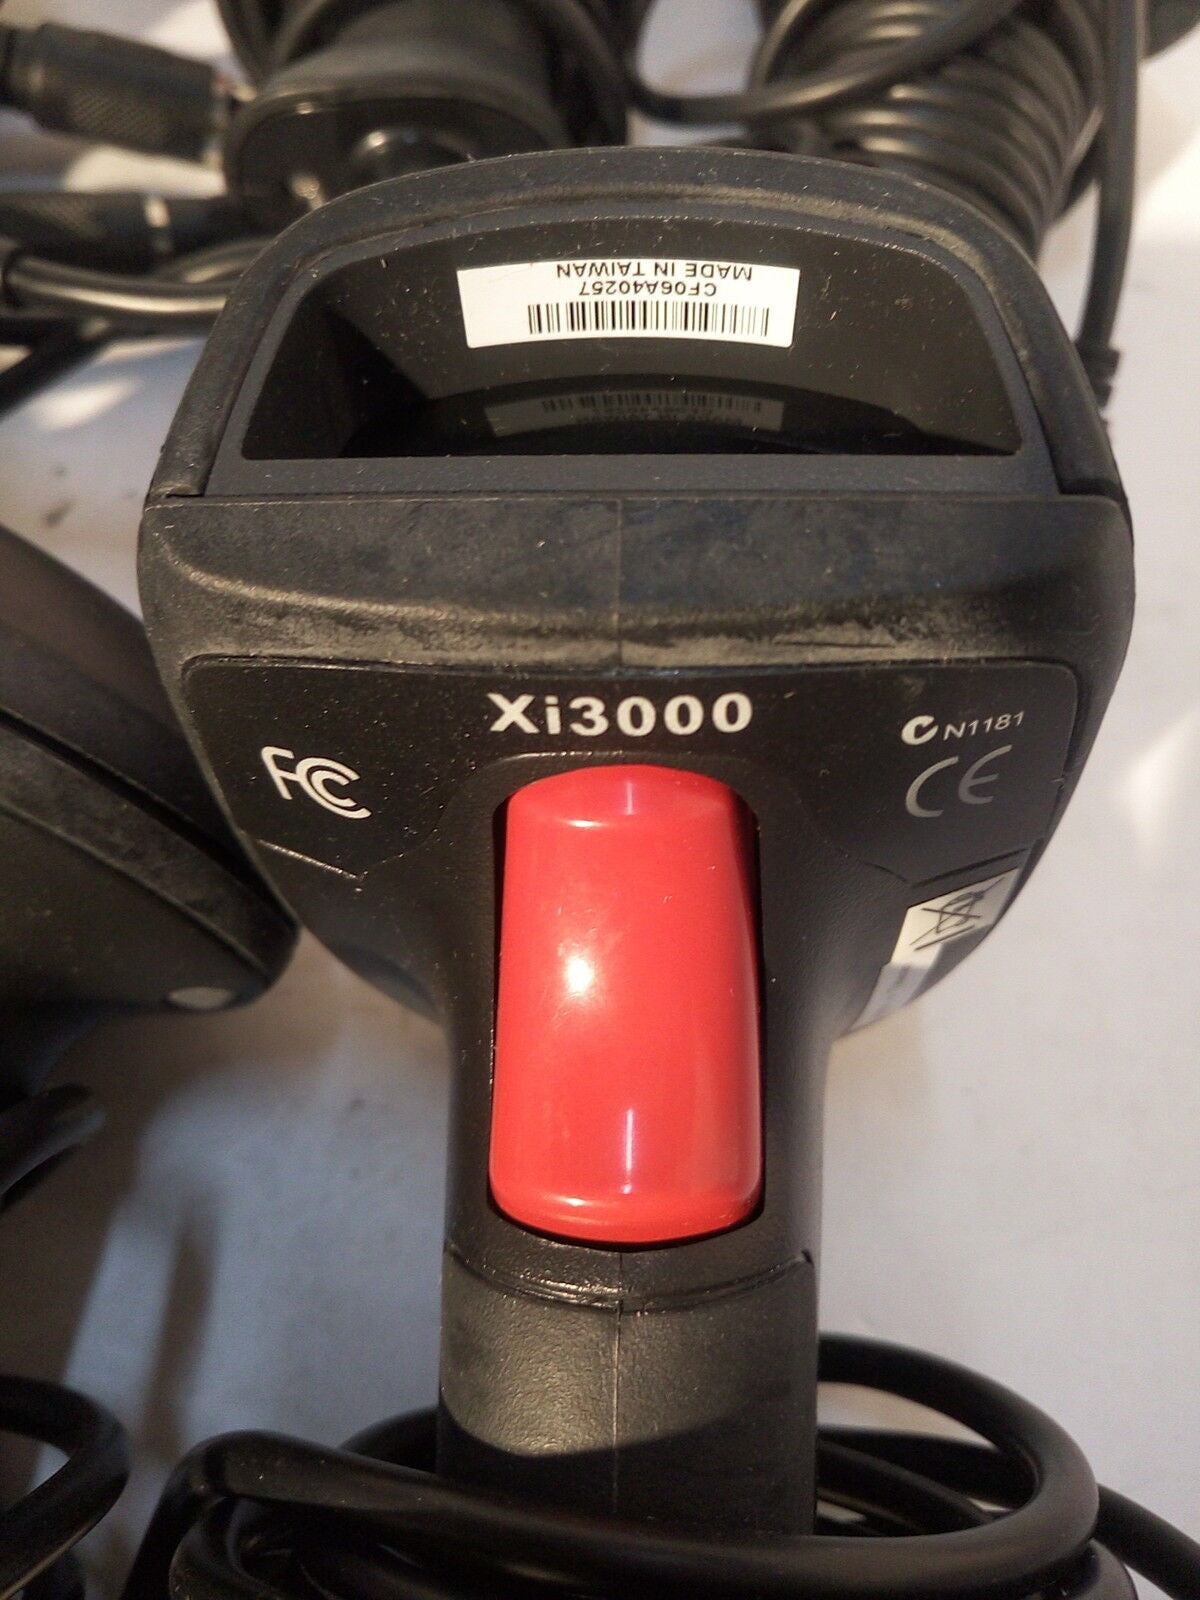 MADE IN TAIWAN
CF06A40257
Xi3000
FC
N1181
CE